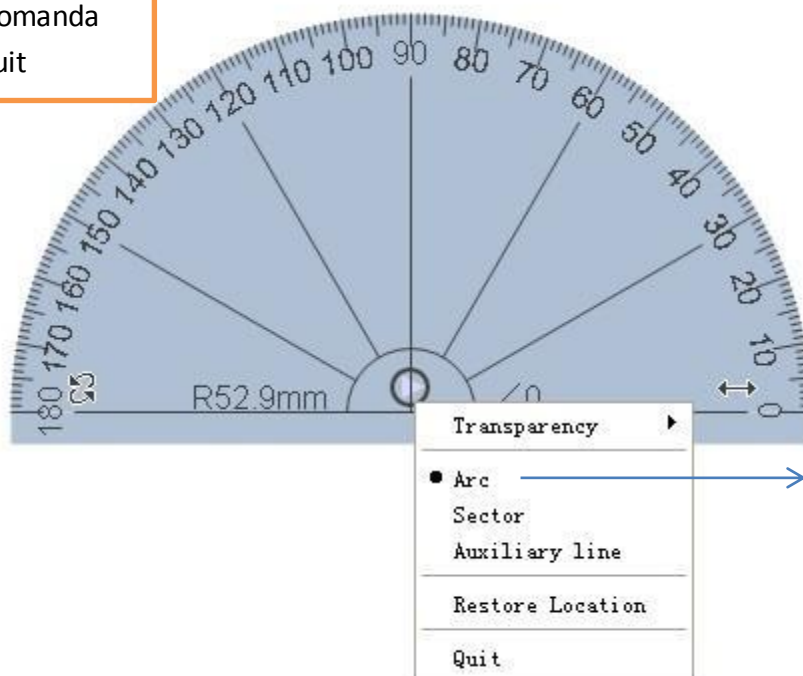 omanda
uit
180 170 160 150 140 130 120 110 100 90 80 70 60 50 40 30 20 10 0
R52.9mm
∠0
Transparency
Arc
Sector
Auxiliary line
Restore Location
Quit